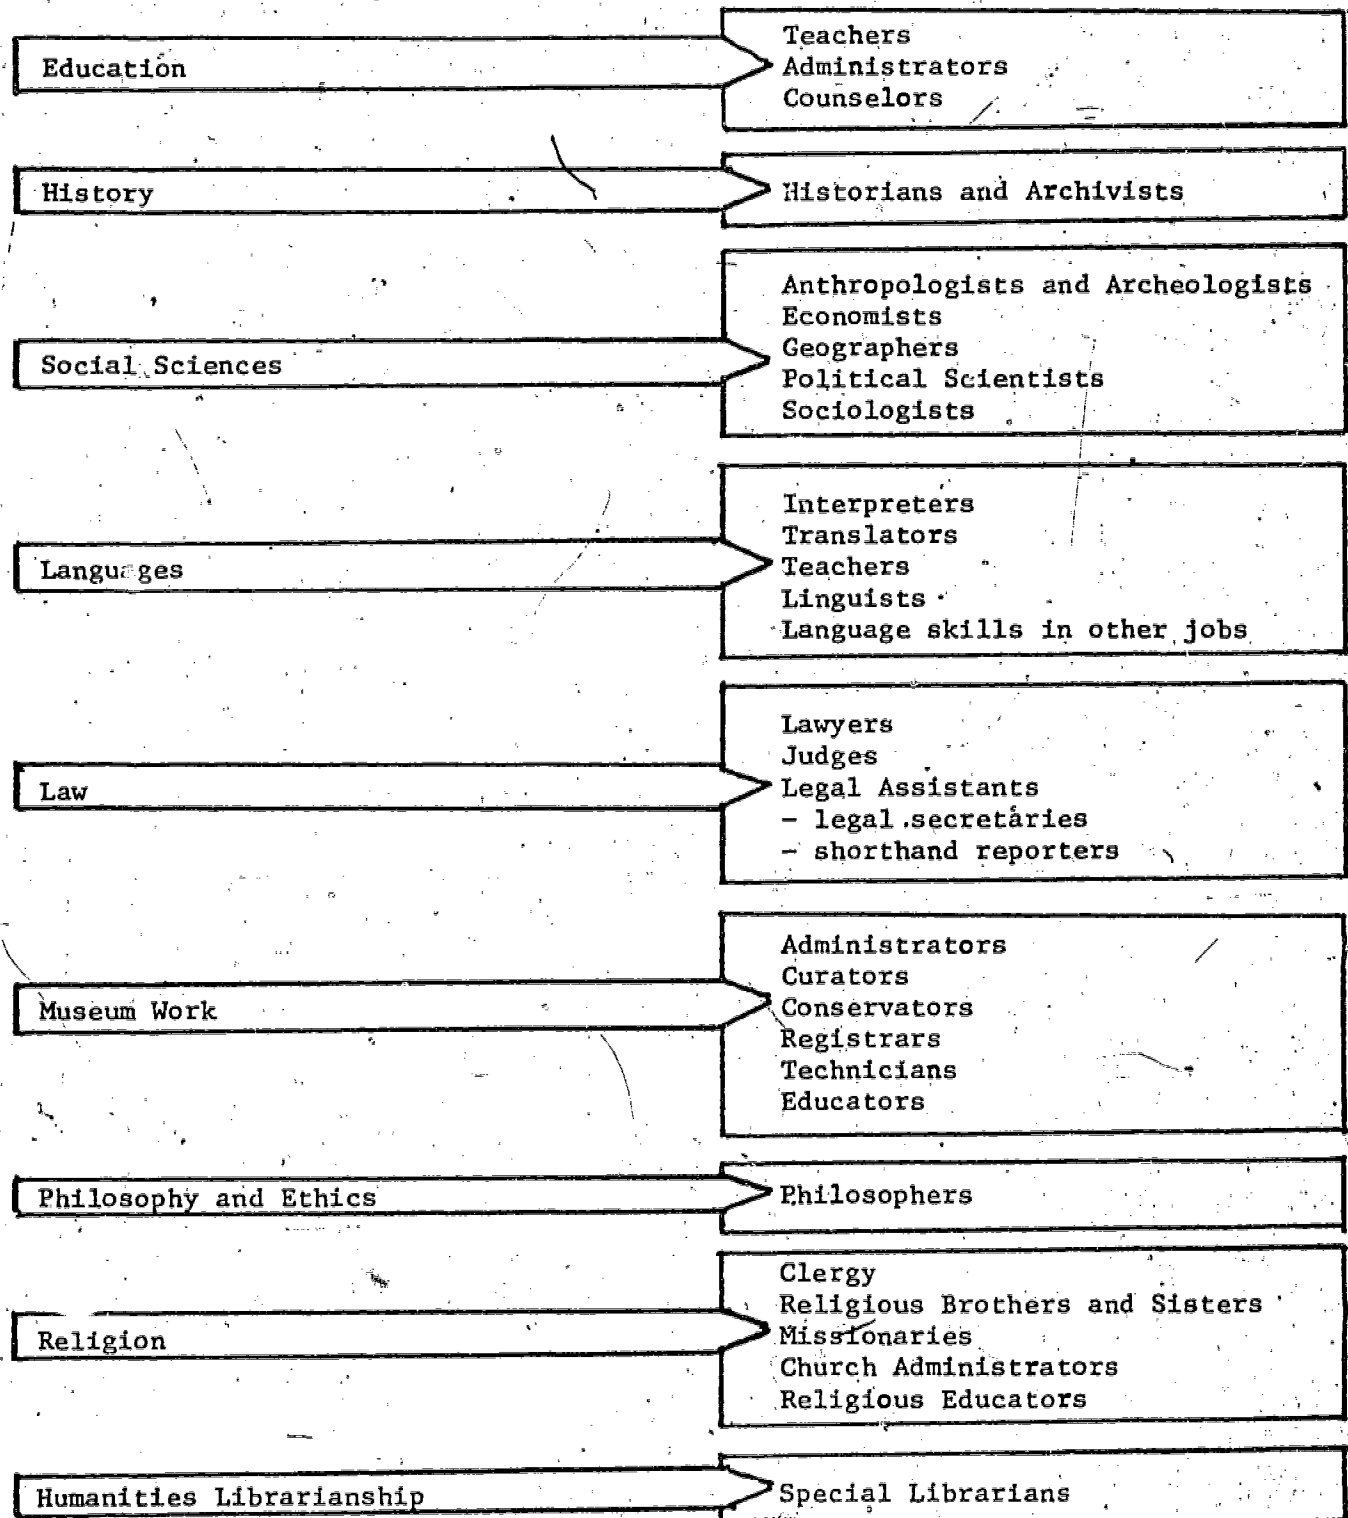 Education
Teachers
Administrators
Counselors
History
Historians and Archivists
Social Sciences
Anthropologists and Archeologists
Economists
Geographers
Political Scientists
Sociologists
Languages
Interpreters
Translators
Teachers
Linguists
Language skills in other jobs
Law
Lawyers
Judges
Legal Assistants
- legal secretaries
- shorthand reporters
Museum Work
Administrators
Curators
Conservators
Registrars
Technicians
Educators
Philosophy and Ethics
Philosophers
Religion
Clergy
Religious Brothers and Sisters
Missionaries
Church Administrators
Religious Educators
Humanities Librarianship
Special Librarians